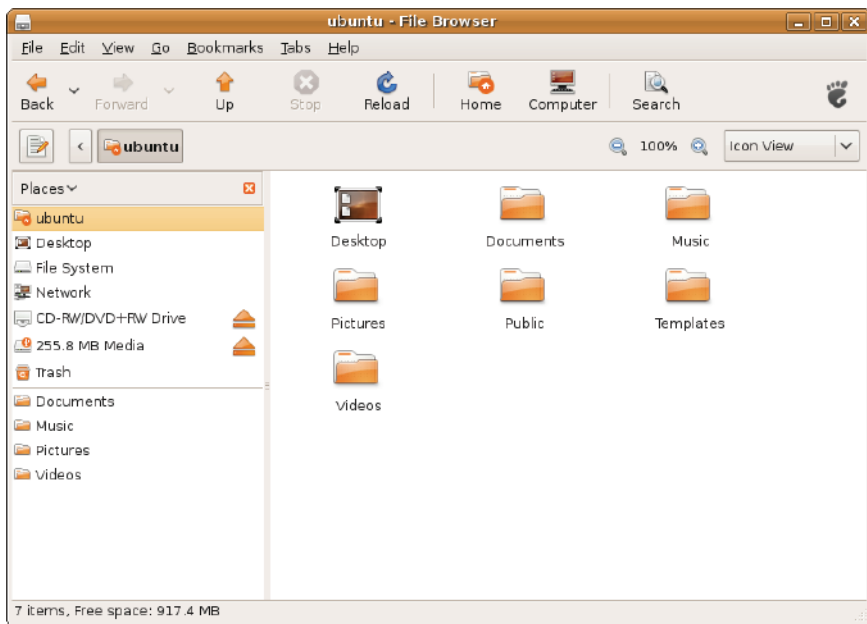 ubuntu - File Browser
File Edit View Go Bookmarks Tabs Help
Back Forward Up Stop Reload Home Computer Search
ubuntu 100% Icon View
Places
ubuntu
Desktop
File System
Network
CD-RW/DVD+RW Drive
255.8 MB Media
Trash
Documents
Music
Pictures
Videos
Desktop Documents Music
Pictures Public Templates
Videos
7 items, Free space: 917.4 MB